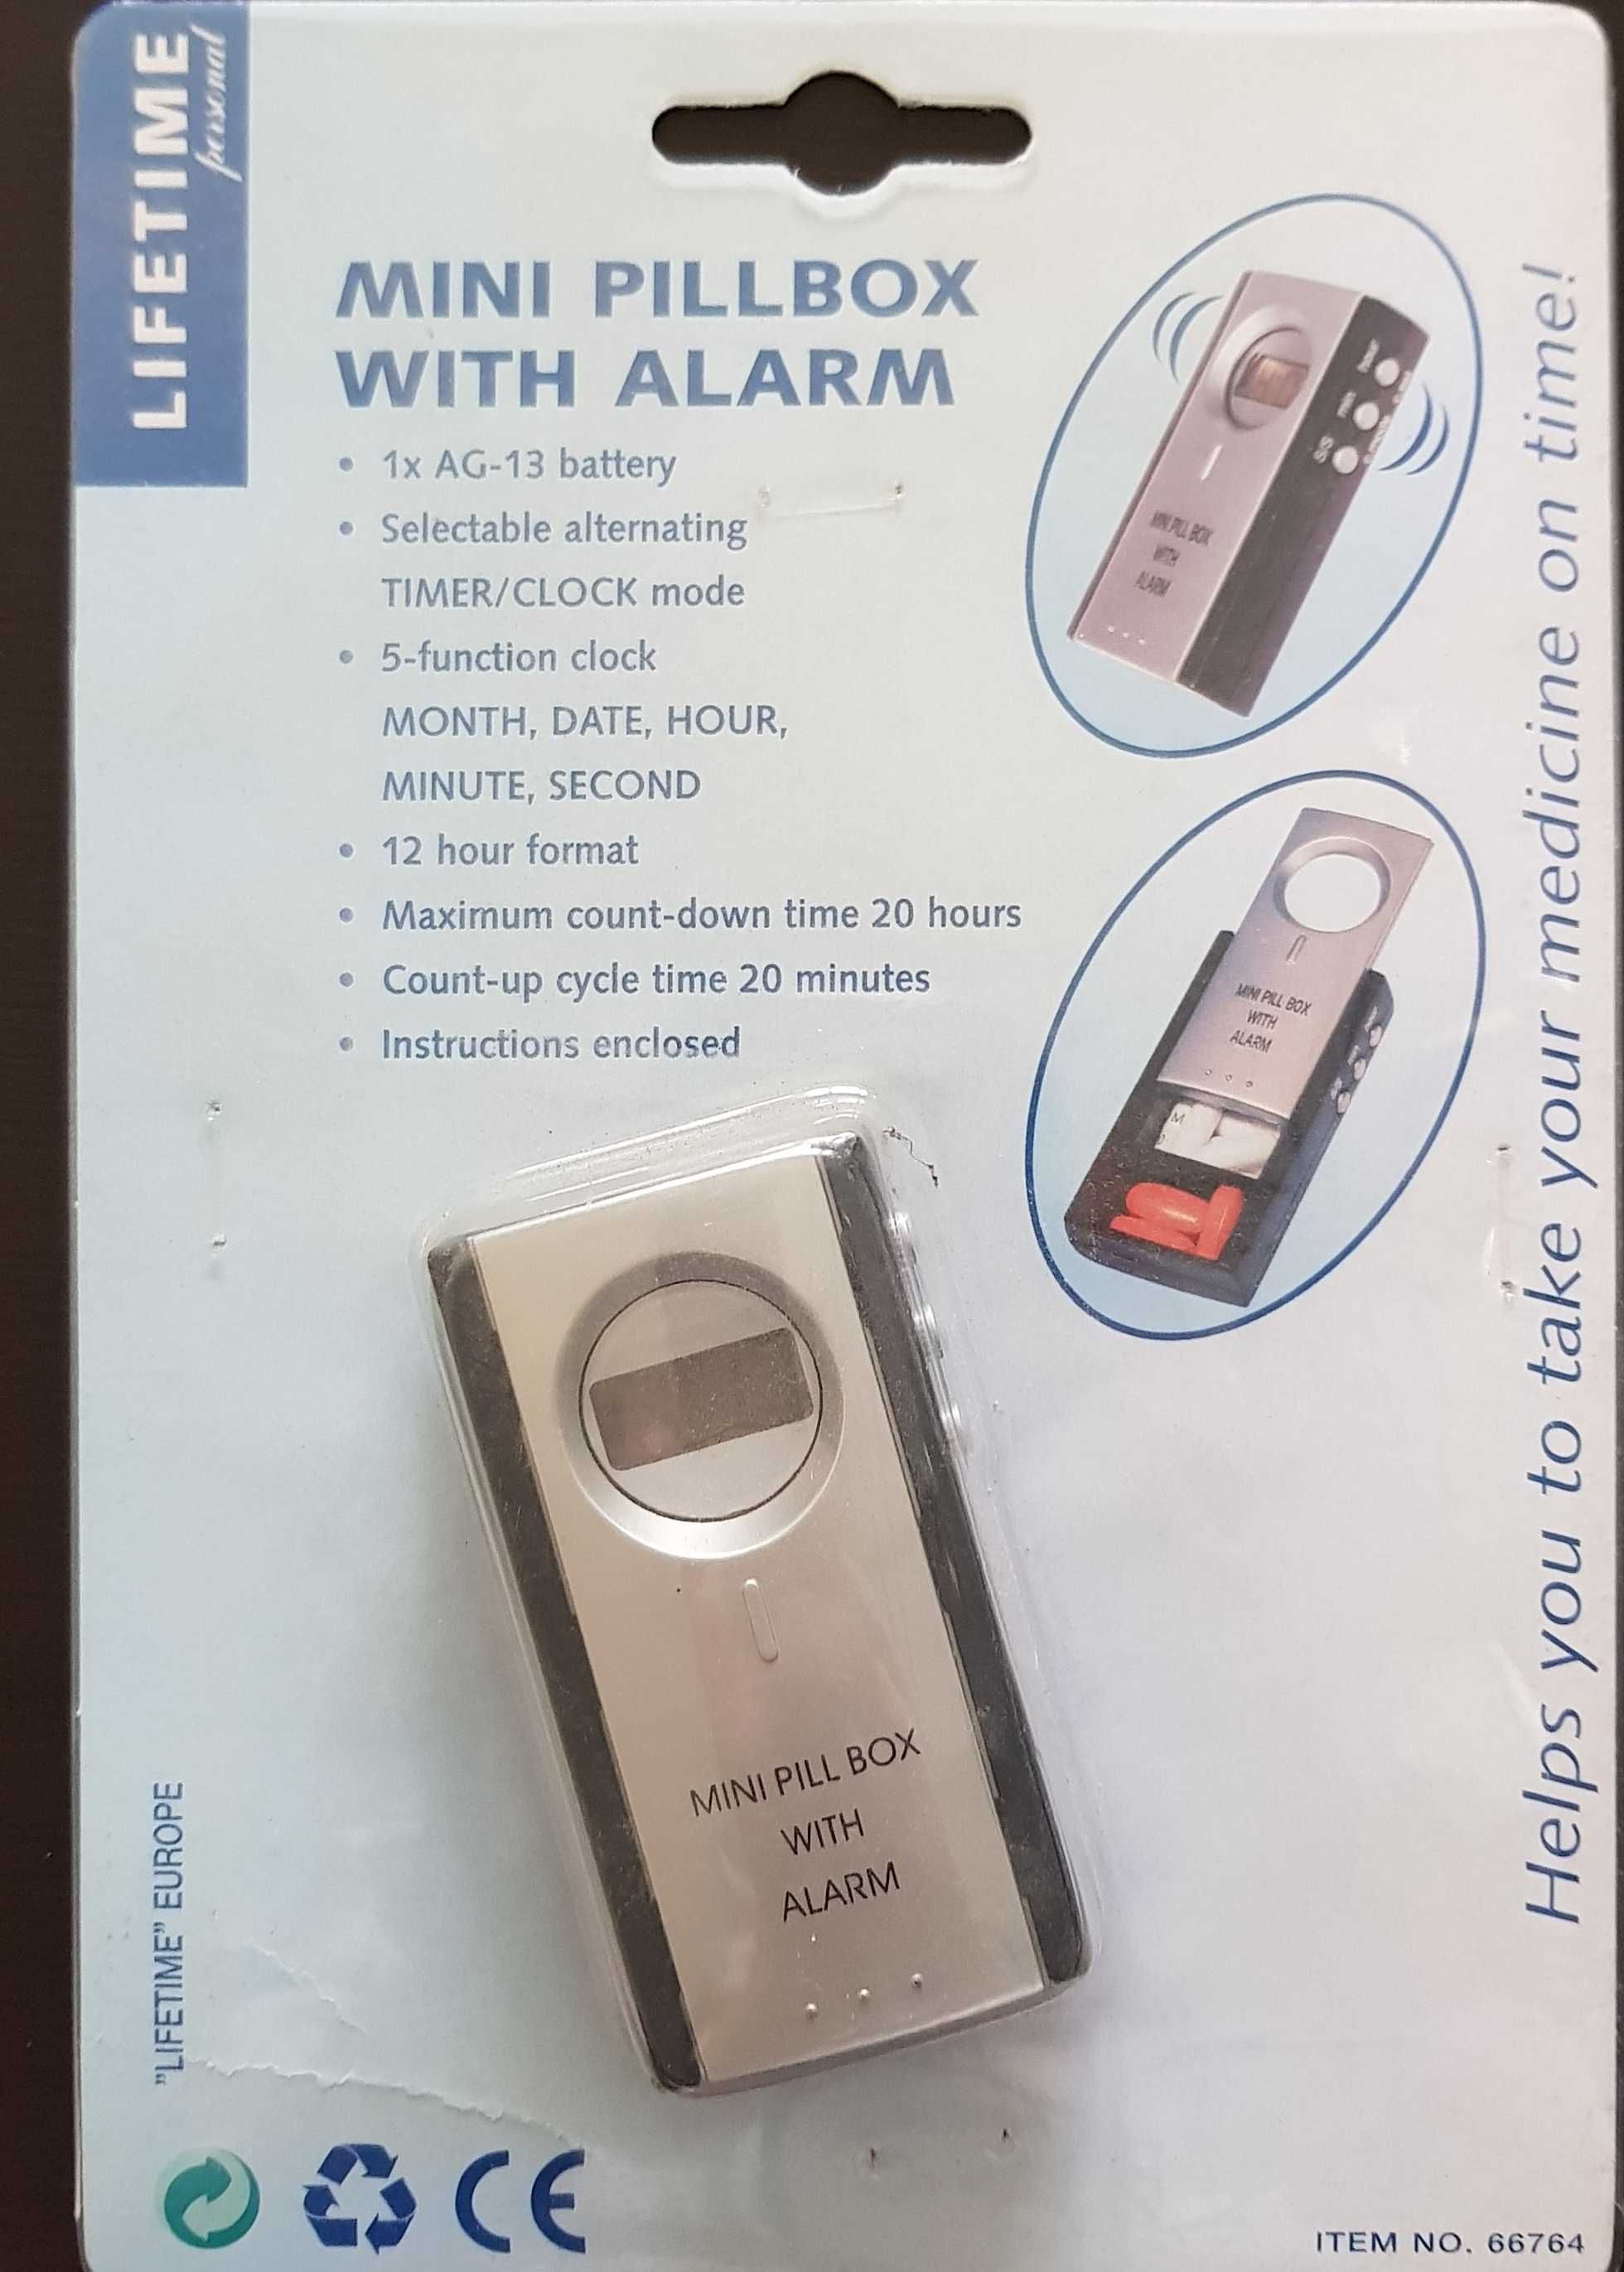 LIFETIME
personal
MINI PILLBOX
WITH ALARM
• 1x AG-13 battery
• Selectable alternating
TIMER/CLOCK mode
• 5-function clock
MONTH, DATE, HOUR,
MINUTE, SECOND
• 12 hour format
• Maximum count-down time 20 hours
• Count-up cycle time 20 minutes
• Instructions enclosed
MINI PILL BOX
WITH
ALARM
MINI PILL BOX
WITH
ALARM
MINI PILL BOX
WITH
ALARM
Helps you to take your medicine on time!
"LIFETIME" EUROPE
CE
ITEM NO. 66764